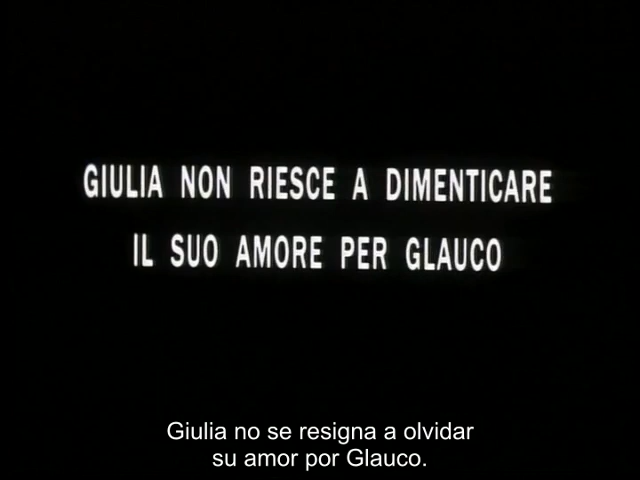 GIULIA NON RIESCE A DIMENTICARE
IL SUO AMORE PER GLAUCO
Giulia no se resigna a olvidar
su amor por Glauco.